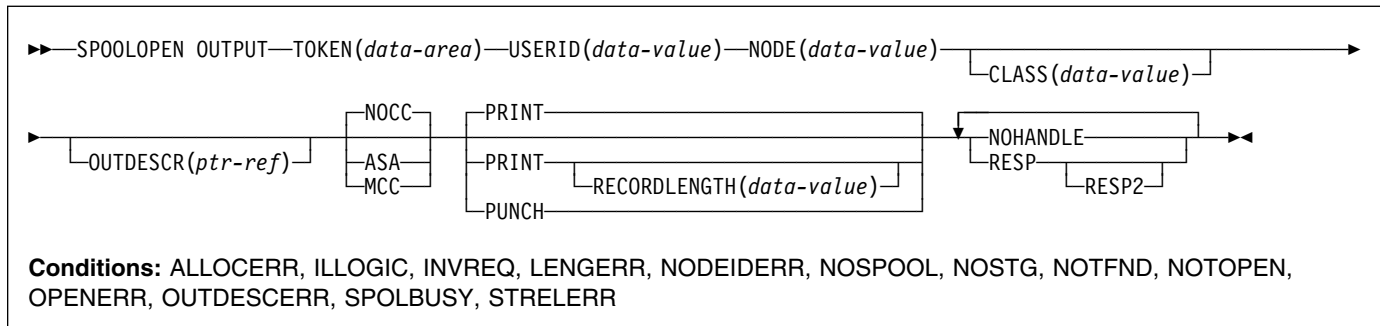 SPOOLOPEN OUTPUT TOKEN(data-area) USERID(data-value) NODE(data-value)
CLASS(data-value)
NOCC PRINT
OUTDESCR(ptr-ref) ASA PRINT NOHANDLE
MCC RECORDLENGTH(data-value) RESP
PUNCH RESP2
Conditions: ALLOCERR, ILLOGIC, INVREQ, LENGERR, NODEIDERR, NOSPOOL, NOSTG, NOTFND, NOTOPEN,
OPENERR, OUTDESCERR, SPOLBUSY, STRELERR